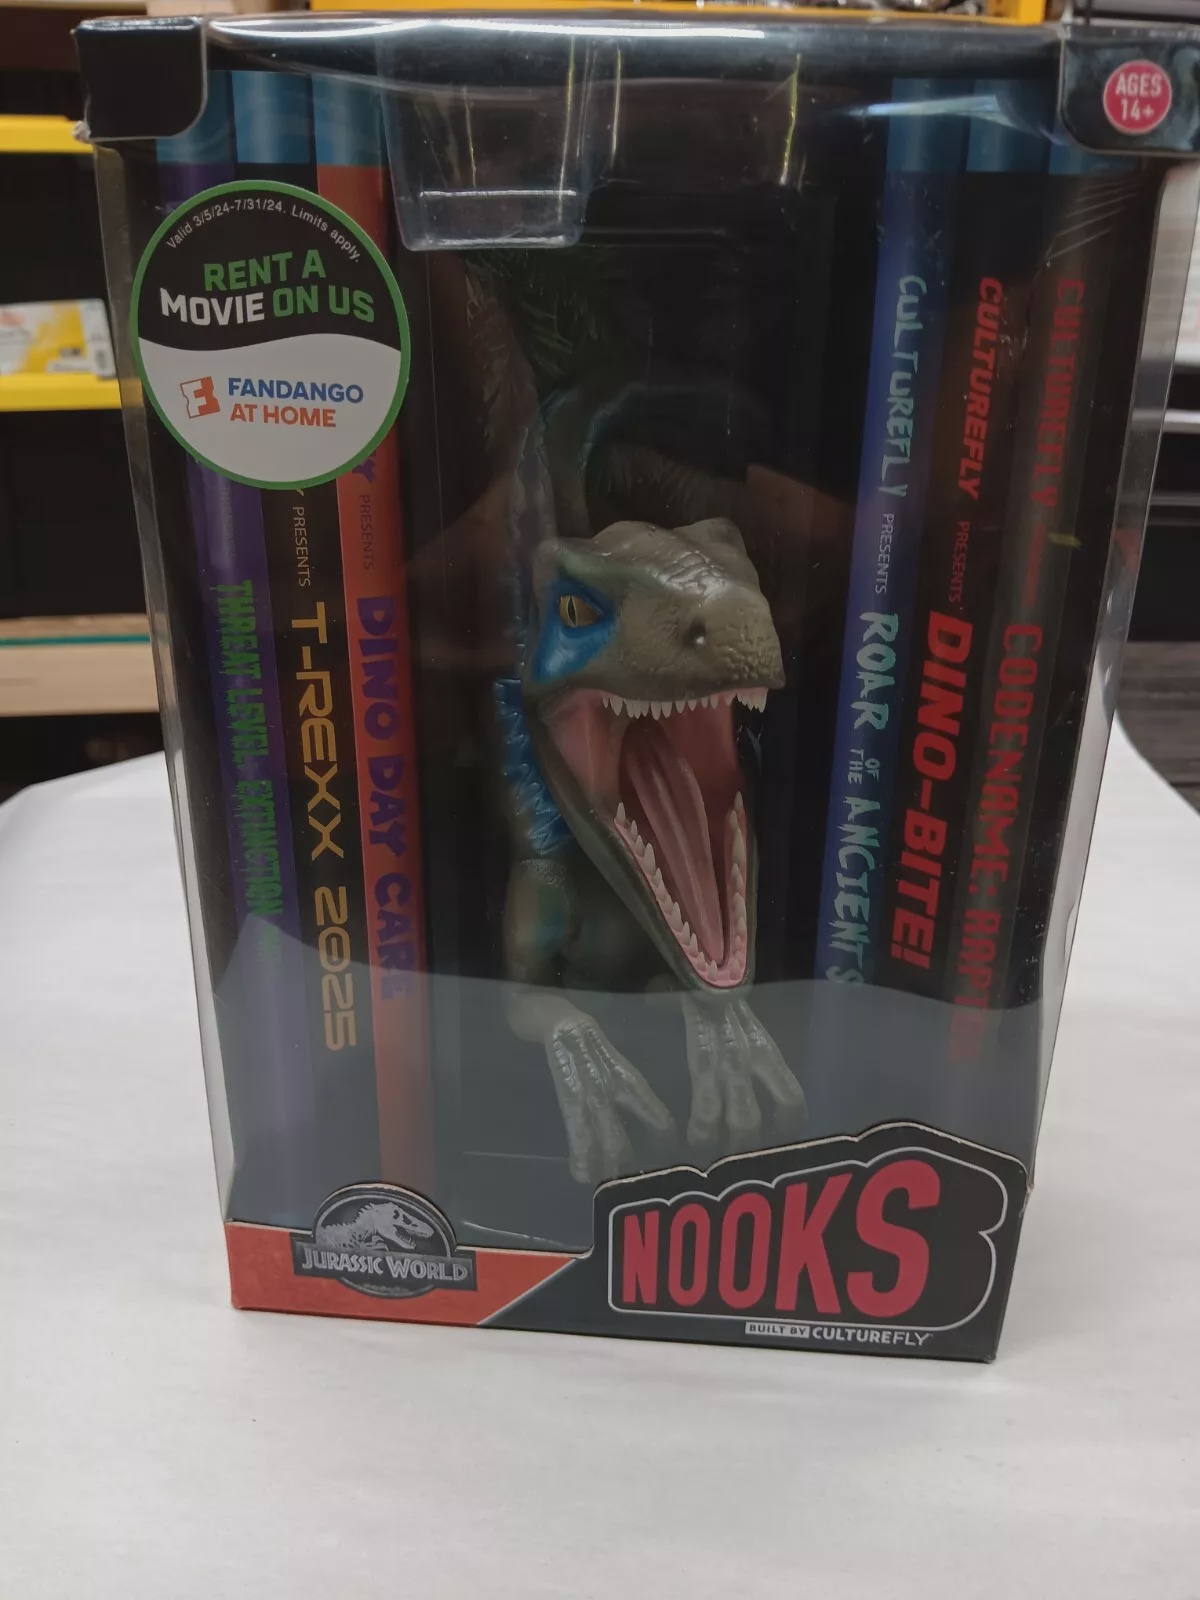 AGES
14+
Valid 3/5/24-7/31/24. Limits apply.
RENT A
MOVIE ON US
FANDANGO
AT HOME
THREAT LEVEL: EXTINCTION
Y PRESENTS T-REXX 2025
Y PRESENTS DINO DAY CARE
CULTUREFLY PRESENTS ROAR OF THE ANCIENTS
CULTUREFLY PRESENTS DINO-BITE!
CULTUREFLY CODENAME: RAPTOR
JURASSIC WORLD
NOOKS
BUILT BY CULTUREFLY